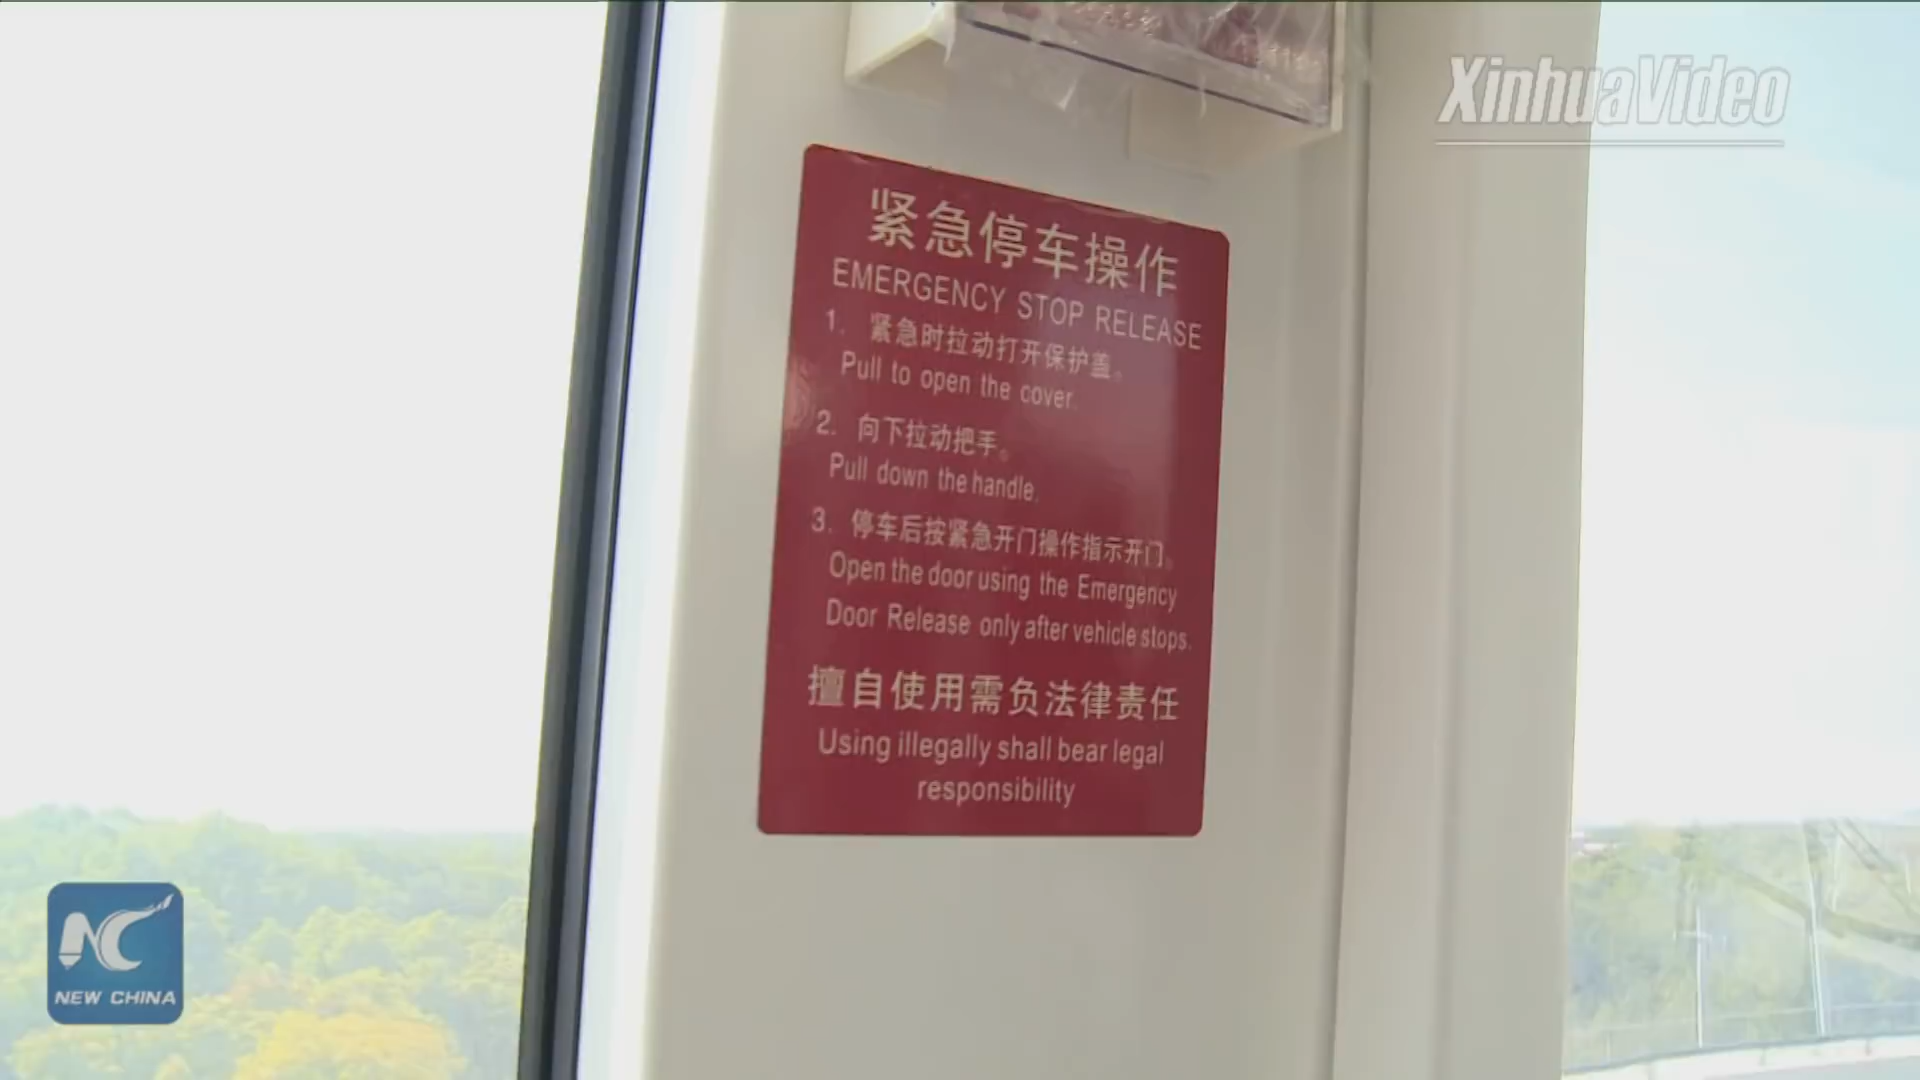 XinhuaVideo
紧急停车操作
EMERGENCY STOP RELEASE
1. 紧急时拉动打开保护盖。
Pull to open the cover.
2. 向下拉动把手。
Pull down the handle.
3. 停车后按紧急开门操作指示开门。
Open the door using the Emergency
Door Release only after vehicle stops.
擅自使用需负法律责任
Using illegally shall bear legal
responsibility
NC
NEW CHINA